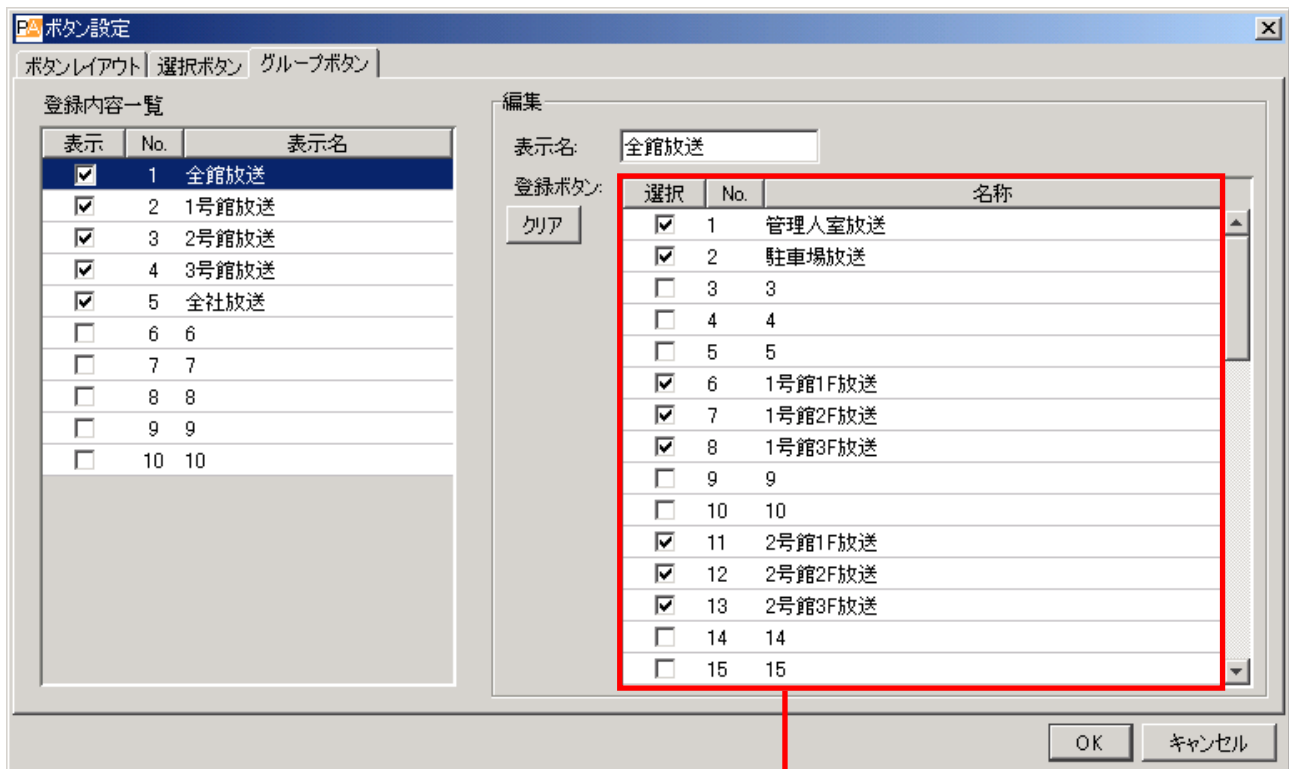 PA ボタン設定
ボタンレイアウト 選択ボタン グループボタン
登録内容一覧
表示 No. 表示名
1 全館放送
2 1号館放送
3 2号館放送
4 3号館放送
5 全社放送
6 6
7 7
8 8
9 9
10 10
編集
表示名: 全館放送
登録ボタン:
クリア
選択 No. 名称
1 管理人室放送
2 駐車場放送
3 3
4 4
5 5
6 1号館1F放送
7 1号館2F放送
8 1号館3F放送
9 9
10 10
11 2号館1F放送
12 2号館2F放送
13 2号館3F放送
14 14
15 15
OK キャンセル